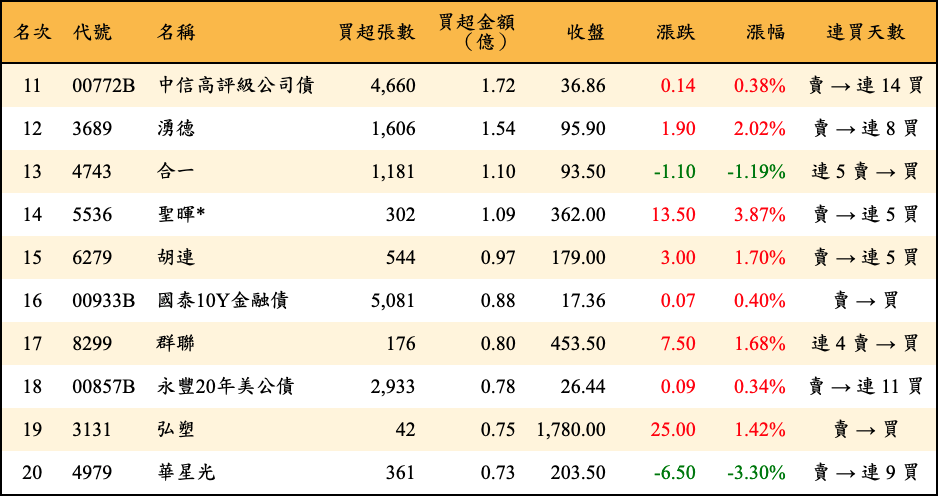 名次 代號 名稱 買超張數 買超金額（億） 收盤 漲跌 漲幅 連買天數
11 00772B 中信高評級公司債 4,660 1.72 36.86 0.14 0.38% 賣 → 連 14 買
12 3689 湧德 1,606 1.54 95.90 1.90 2.02% 賣 → 連 8 買
13 4743 合一 1,181 1.10 93.50 -1.10 -1.19% 連 5 賣 → 買
14 5536 聖暉* 302 1.09 362.00 13.50 3.87% 賣 → 連 5 買
15 6279 胡連 544 0.97 179.00 3.00 1.70% 賣 → 連 5 買
16 00933B 國泰10Y金融債 5,081 0.88 17.36 0.07 0.40% 賣 → 買
17 8299 群聯 176 0.80 453.50 7.50 1.68% 連 4 賣 → 買
18 00857B 永豐20年美公債 2,933 0.78 26.44 0.09 0.34% 賣 → 連 11 買
19 3131 弘塑 42 0.75 1,780.00 25.00 1.42% 賣 → 買
20 4979 華星光 361 0.73 203.50 -6.50 -3.30% 賣 → 連 9 買